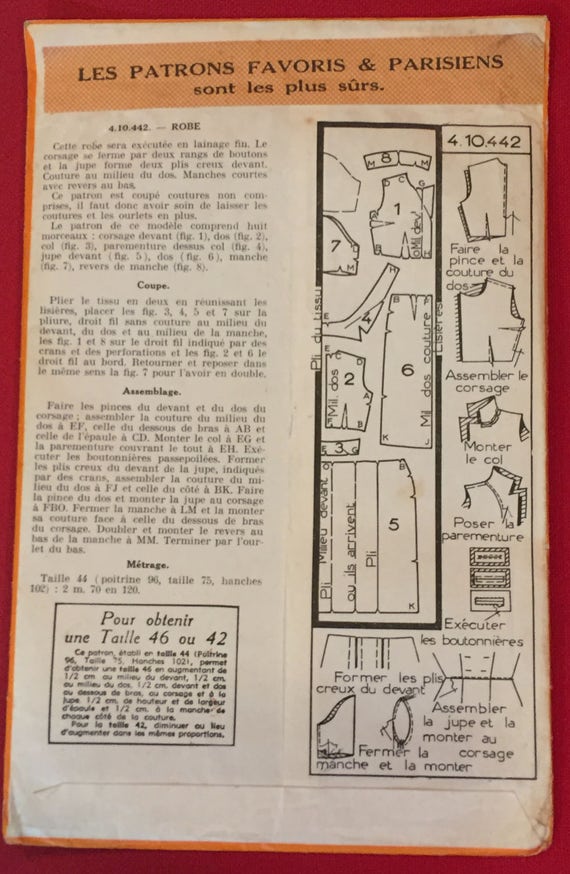 LES PATRONS FAVORIS & PARISIENS
sont les plus sûrs.
4.10.442. — ROBE
Cette robe sera exécutée en lainage fin. Le
corsage se ferme par deux rangs de boutons
et la jupe forme deux plis creux devant.
Couture au milieu du dos. Manches courtes
avec revers au bas.
Ce patron est coupé coutures non com-
prises, il faut donc avoir soin de laisser les
coutures et les ourlets en plus.
Le patron de ce modèle comprend huit
morceaux : corsage devant (fig. 1), dos (fig. 2),
col (fig. 3), parementure dessus col (fig. 4),
jupe devant (fig. 5), dos (fig. 6), manche
(fig. 7), revers de manche (fig. 8).
Coupe.
Plier le tissu en deux en réunissant les
lisières, placer les fig. 3, 4, 5 et 7 sur la
pliure, droit fil sans couture au milieu du
devant, du dos et au milieu de la manche,
les fig. 1 et 8 sur le droit fil indiqué par des
crans et des perforations et les fig. 2 et 6 le
droit fil au bord. Retourner et reposer dans
le même sens la fig. 7 pour l'avoir en double.
Assemblage.
Faire les pinces du devant et du dos du
corsage ; assembler la couture du milieu du
dos à EF, celle du dessous de bras à AB et
celle de l'épaule à CD. Monter le col à EG et
la parementure couvrant le tout à EH. Exé-
cuter les boutonnières passepoilées. Former
les plis creux du devant de la jupe, indiqués
par des crans, assembler la couture du mi-
lieu du dos à FJ et celle du côté à BK. Faire
la pince du dos et monter la jupe au corsage
à FBO. Fermer la manche à LM et la monter
sa couture face à celle du dessous de bras
du corsage. Doubler et monter le revers au
bas de la manche à MM. Terminer par l'our-
let du bas.
Métrage.
Taille 44 (poitrine 96, taille 75, hanches
102) : 2 m. 70 en 120.
Pour obtenir
une Taille 46 ou 42
Ce patron, établi en taille 44 (Poitrine
96, Taille 75, Hanches 102), permet
d'obtenir une taille 46 en augmentant de
1/2 cm au milieu du devant, 1/2 cm.
au milieu du dos, 1/2 cm. devant et dos
au dessous de bras, au corsage et à la
jupe. 1/2 cm. de hauteur et de largeur
d'épaule et 1/2 cm. à la manche de
chaque côté de la couture.
Pour la taille 42, diminuer au lieu
d'augmenter dans les mêmes proportions.
4.10.442
M 8 M
D C G
1
Mil devt
B
7
M
4
E
Pli du tissu
Lisières
B
6
Mil dos couture
K
E C
2
Mil. dos
D
A
B
F
E 3 G
B
5
Pli Milieu devant
ou ils arrivent
Pli
K
Faire la
pince et la
couture du
dos
Assembler le
corsage
Monter
le col
Poser la
parementure
Exécuter
les boutonnières
Former les plis
creux du devant
Assembler
la jupe et la
monter au
corsage
Fermer la
manche et la monter